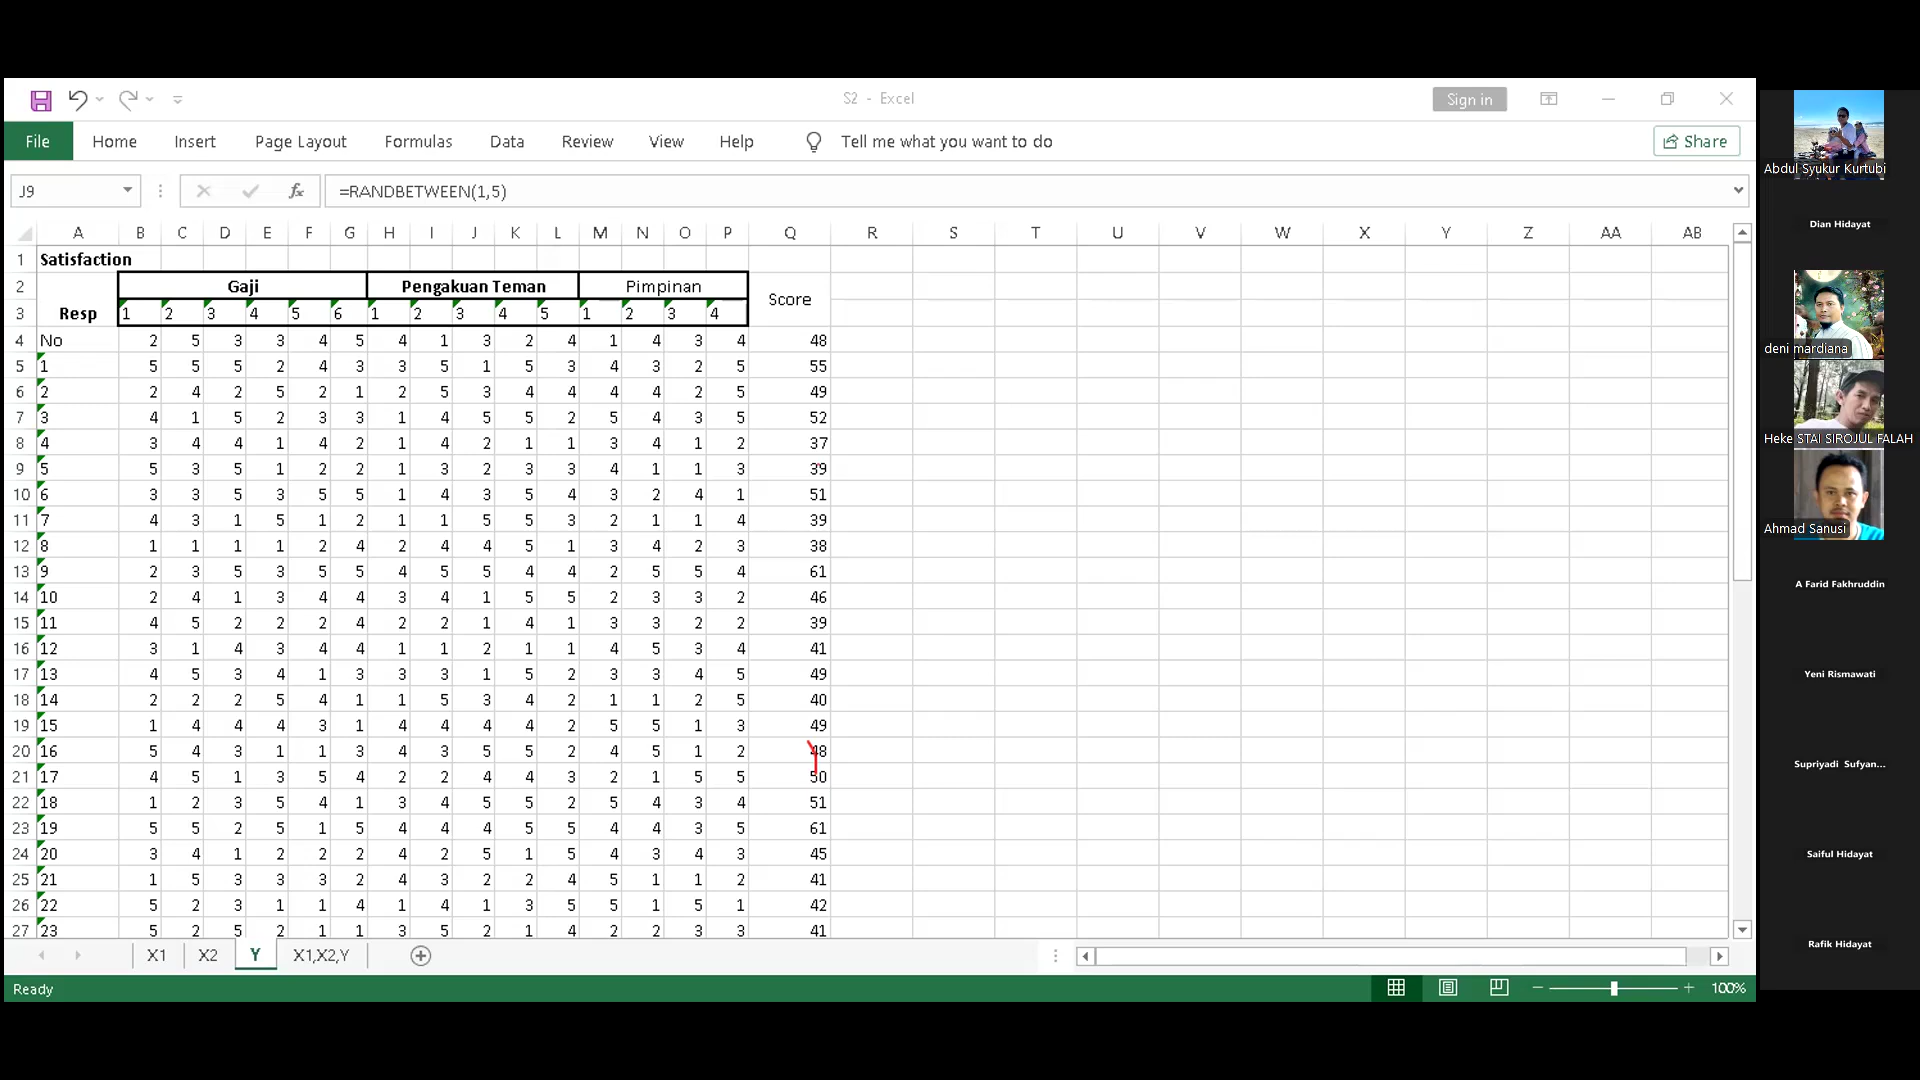 S2 - Excel
Sign in
File Home Insert Page Layout Formulas Data Review View Help Tell me what you want to do Share
J9 fx =RANDBETWEEN(1,5)
A B C D E F G H I J K L M N O P Q R S T U V W X Y Z AA AB
1 Satisfaction
2 Gaji Pengakuan Teman Pimpinan Score
3 Resp 1 2 3 4 5 6 1 2 3 4 5 1 2 3 4
4 No 2 5 3 3 4 5 4 1 3 2 4 1 4 3 4 48
5 1 5 5 5 2 4 3 3 5 1 5 3 4 3 2 5 55
6 2 2 4 2 5 2 1 2 5 3 4 4 4 4 2 5 49
7 3 4 1 5 2 3 3 1 4 5 5 2 5 4 3 5 52
8 4 3 4 4 1 4 2 1 4 2 1 1 3 4 1 2 37
9 5 5 3 5 1 2 2 1 3 2 3 3 4 1 1 3 39
10 6 3 3 5 3 5 5 1 4 3 5 4 3 2 4 1 51
11 7 4 3 1 5 1 2 1 1 5 5 3 2 1 1 4 39
12 8 1 1 1 1 2 4 2 4 4 5 1 3 4 2 3 38
13 9 2 3 5 3 5 5 4 5 5 4 4 2 5 5 4 61
14 10 2 4 1 3 4 4 3 4 1 5 5 2 3 3 2 46
15 11 4 5 2 2 2 4 2 2 1 4 1 3 3 2 2 39
16 12 3 1 4 3 4 4 1 1 2 1 1 4 5 3 4 41
17 13 4 5 3 4 1 3 3 3 1 5 2 3 3 4 5 49
18 14 2 2 2 5 4 1 1 5 3 4 2 1 1 2 5 40
19 15 1 4 4 4 3 1 4 4 4 4 2 5 5 1 3 49
20 16 5 4 3 1 1 3 4 3 5 5 2 4 5 1 2 48
21 17 4 5 1 3 5 4 2 2 4 4 3 2 1 5 5 50
22 18 1 2 3 5 4 1 3 4 5 5 2 5 4 3 4 51
23 19 5 5 2 5 1 5 4 4 4 5 5 4 4 3 5 61
24 20 3 4 1 2 2 2 4 2 5 1 5 4 3 4 3 45
25 21 1 5 3 3 3 2 4 3 2 2 4 5 1 1 2 41
26 22 5 2 3 1 1 4 1 4 1 3 5 5 1 5 1 42
27 23 5 2 5 2 1 1 3 5 2 1 4 2 2 3 3 41
X1 X2 Y X1,X2,Y
Ready 100%
Abdul Syukur Kurtubi
Dian Hidayat
deni mardiana
Heke STAI SIROJUL FALAH
Ahmad Sanusi
A Farid Fakhruddin
Yeni Rismawati
Supriyadi Sufyan...
Saiful Hidayat
Rafik Hidayat